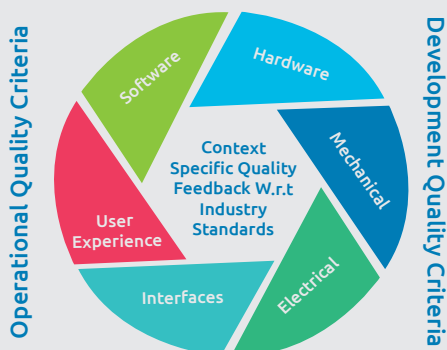 Operational Quality Criteria
Software
Hardware
Mechanical
Electrical
Interfaces
User
Experience
Context
Specific Quality
Feedback W.r.t
Industry
Standards
Development Quality Criteria